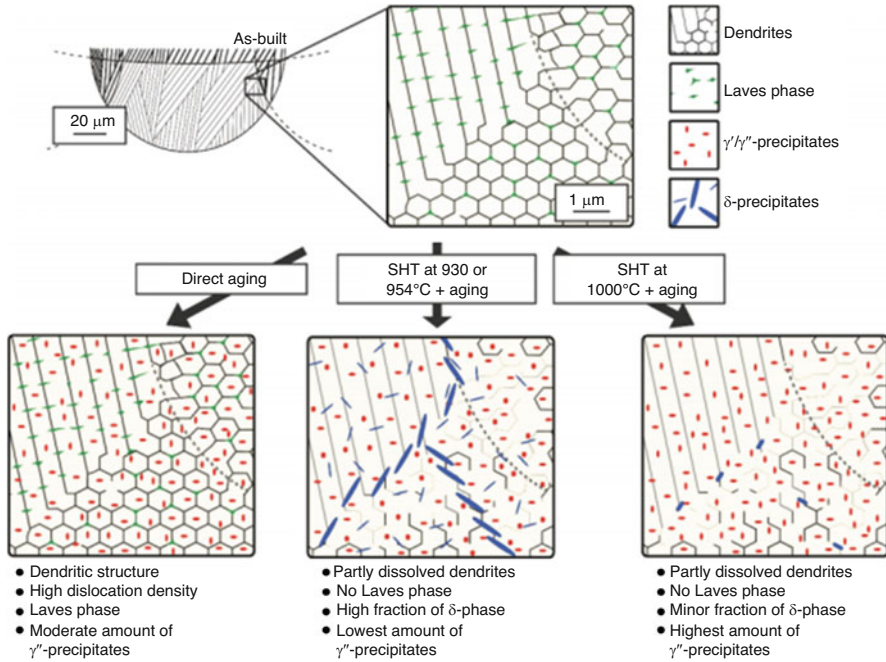 As-built
20 μm
1 μm
Dendrites
Laves phase
γ′/γ″-precipitates
δ-precipitates
Direct aging
SHT at 930 or
954°C + aging
SHT at
1000°C + aging
● Dendritic structure
● High dislocation density
● Laves phase
● Moderate amount of
γ″-precipitates
● Partly dissolved dendrites
● No Laves phase
● High fraction of δ-phase
● Lowest amount of
γ″-precipitates
● Partly dissolved dendrites
● No Laves phase
● Minor fraction of δ-phase
● Highest amount of
γ″-precipitates